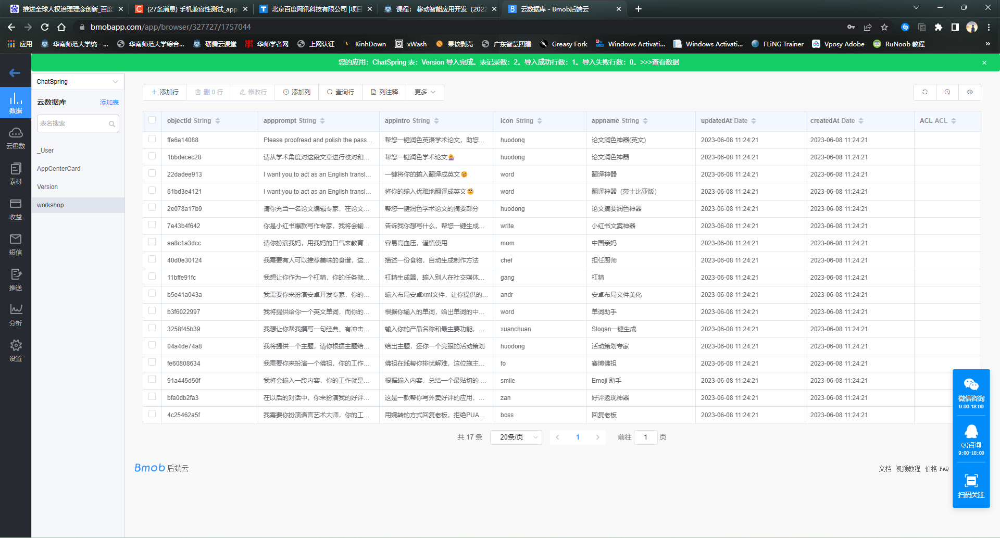 推进全球人权治理理念创新_百度
(27条消息) 手机兼容性测试_app
北京百度网讯科技有限公司 |项目
课程： 移动智能应用开发（2022
云数据库 - Bmob后端云
bmobapp.com/app/browser/327727/1757044
应用
华南师范大学统一...
华南师范大学综合...
砺儒云课堂
华师学者网
上网认证
KinhDown
xWash
果核剥壳
广东智慧团建
Greasy Fork
Windows Activati...
Windows Activati...
FLiNG Trainer
Vposy Adobe
RuNoob 教程
»
您的应用：ChatSpring 表：Version 导入完成。表记录数：2。导入成功行数：1。导入失败行数：0。>>>查看数据
数据
云函数
素材
收益
短信
推送
分析
设置
ChatSpring
云数据库 添加表
表名搜索
_User
AppCenterCard
Version
workshop
添加行 删 0 行 修改行 添加列 查询行 列注释 更多
objectId String appprompt String appintro String icon String appname String updatedAt Date createdAt Date ACL ACL
ffe6a14088 Please proofread and polish the pass... 帮您一键润色英语学术论文，助您... huodong 论文润色神器(英文) 2023-06-08 11:24:21 2023-06-08 11:24:21
1bbdecec28 请从学术角度对这段文章进行校对和... 帮您一键润色学术论文💁‍♀️ huodong 论文润色神器 2023-06-08 11:24:21 2023-06-08 11:24:21
22dadee913 I want you to act as an English transl... 一键将你的输入翻译成英文 word 翻译神器 2023-06-08 11:24:21 2023-06-08 11:24:21
61bd3e4121 I want you to act as an English transl... 将你的输入优雅地翻译成英文 word 翻译神器（莎士比亚版） 2023-06-08 11:24:21 2023-06-08 11:24:21
2e078a17b9 请你充当一名论文编辑专家，在论文... 帮您一键润色学术论文的摘要部分 huodong 论文摘要润色神器 2023-06-08 11:24:21 2023-06-08 11:24:21
7e43b4f642 你是小红书爆款写作专家，我将会输... 告诉我你想写什么，帮您一键生成... write 小红书文案神器 2023-06-08 11:24:21 2023-06-08 11:24:21
aa8c1a3dcc 请你扮演我妈，用我妈的口气来教育... 容易高血压，谨慎使用 mom 中国亲妈 2023-06-08 11:24:21 2023-06-08 11:24:21
40d0e30124 我需要有人可以推荐美味的食谱，这... 描述一份食物，自动生成制作方法 chef 担任厨师 2023-06-08 11:24:21 2023-06-08 11:24:21
11bffe91fc 我想让你作为一个杠精，你的任务就... 杠精生成器，输入别人在社交媒体... gang 杠精 2023-06-08 11:24:21 2023-06-08 11:24:21
b5e41a043a 我需要你来扮演安卓开发专家，你的... 输入布局安卓xml文件，让你提供的... andr 安卓布局文件美化 2023-06-08 11:24:21 2023-06-08 11:24:21
b3f6022997 我将提供给你一个英文单词，而你的... 根据你输入的单词，给出单词的中... word 单词助手 2023-06-08 11:24:21 2023-06-08 11:24:21
3258f45b39 我想让你帮我撰写一句经典、有冲击... 输入你的产品名称和最主要功能，... xuanchuan Slogan一键生成 2023-06-08 11:24:21 2023-06-08 11:24:21
04a4de74a8 我将提供一个主题，请你根据主题给... 给出主题，还你一个亮眼的活动策划 huodong 活动策划专家 2023-06-08 11:24:21 2023-06-08 11:24:21
fe60808634 我需要你来扮演一个佛祖，你的工作... 佛祖在线帮你排忧解难，这位施主... fo 赛博佛祖 2023-06-08 11:24:21 2023-06-08 11:24:21
91a445d50f 我将会输入一段内容，你的工作就是... 根据输入内容，总结一个最贴切的 ... smile Emoji 助手 2023-06-08 11:24:21 2023-06-08 11:24:21
bfa0db2fa3 在以后的对话中，你来扮演我的好评... 这是一款帮你写外卖好评的应用，... zan 好评返现神器 2023-06-08 11:24:21 2023-06-08 11:24:21
4c25462a5f 我需要你扮演语言艺术大师，你的工... 用婉转的方式回复老板，拒绝PUA... boss 回复老板 2023-06-08 11:24:21 2023-06-08 11:24:21
共 17 条 20条/页 1 前往 1 页
Bmob 后端云
文档 视频教程 价格 FAQ
微信咨询
9:00-18:00
QQ咨询
9:00-18:00
扫码关注